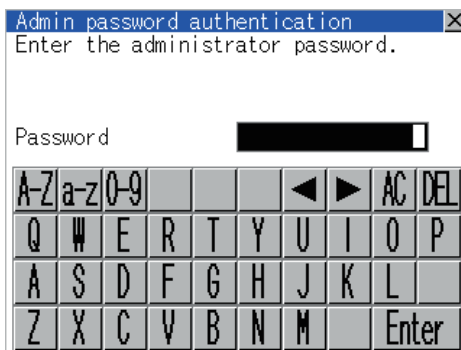 Admin password authentication ×
Enter the administrator password.
Password
A-Z a-z 0-9 ◄ ► AC DEL
Q W E R T Y U I O P
A S D F G H J K L
Z X C V B N M Enter